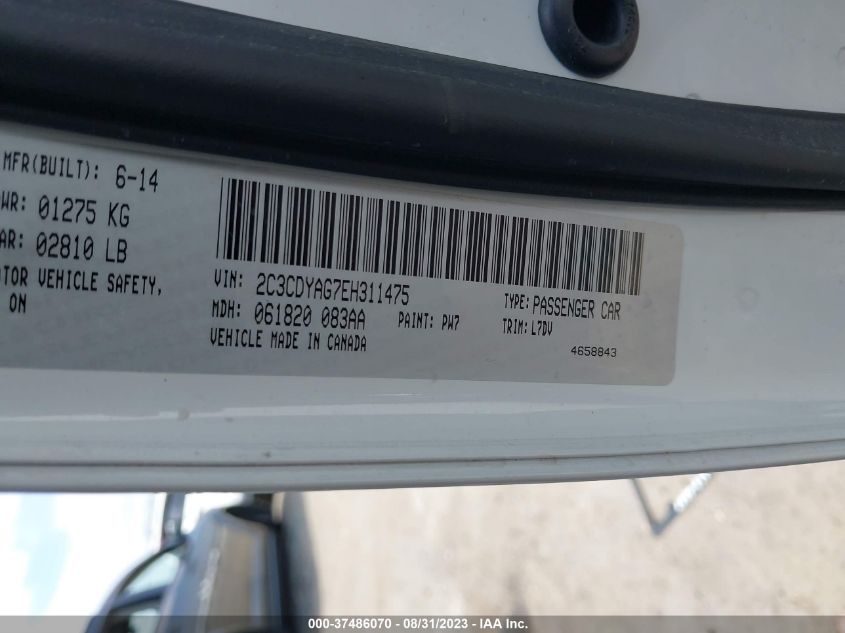 MFR(BUILT): 6-14
WR: 01275 KG
AR: 02810 LB
TOR VEHICLE SAFETY,
ON
VIN: 2C3CDYAG7EH311475
TYPE: PASSENGER CAR
MDH: 061820 083AA
PAINT: PW7
TRIM: L7DV
VEHICLE MADE IN CANADA
4658843
000-37486070 - 08/31/2023 - IAA Inc.